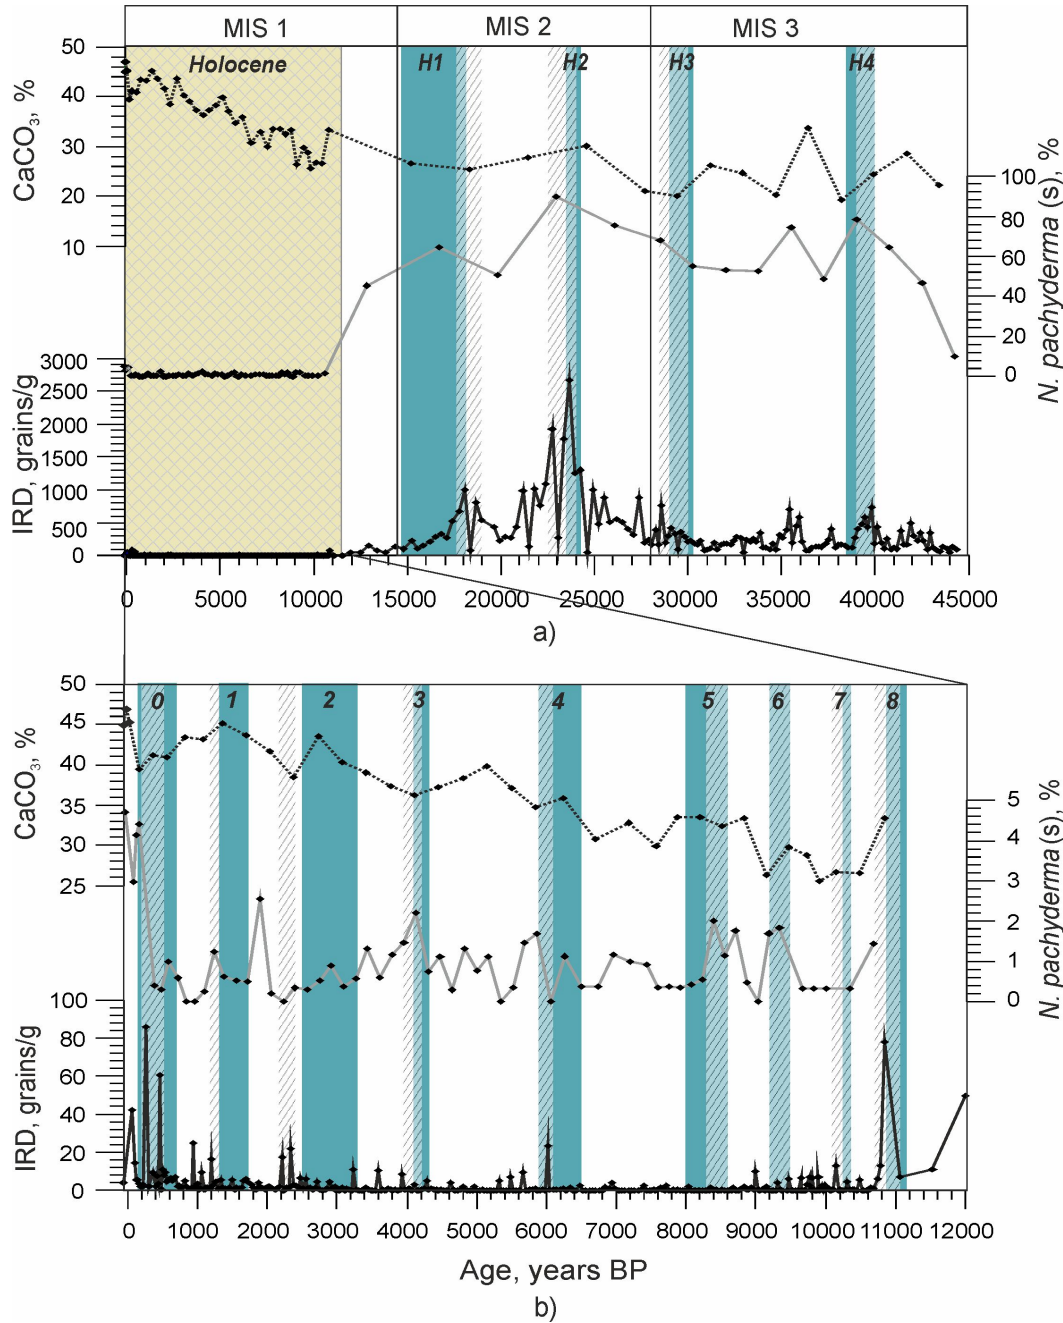 MIS 1 MIS 2 MIS 3
Holocene H1 H2 H3 H4
50
40
30
20
10
CaCO3, %
100
80
60
40
20
0
N. pachyderma (s), %
3000
2500
2000
1500
1000
500
0
IRD, grains/g
0 5000 10000 15000 20000 25000 30000 35000 40000 45000
a)
0 1 2 3 4 5 6 7 8
50
45
40
35
30
25
CaCO3, %
5
4
3
2
1
0
N. pachyderma (s), %
100
80
60
40
20
0
IRD, grains/g
0 1000 2000 3000 4000 5000 6000 7000 8000 9000 10000 11000 12000
Age, years BP
b)